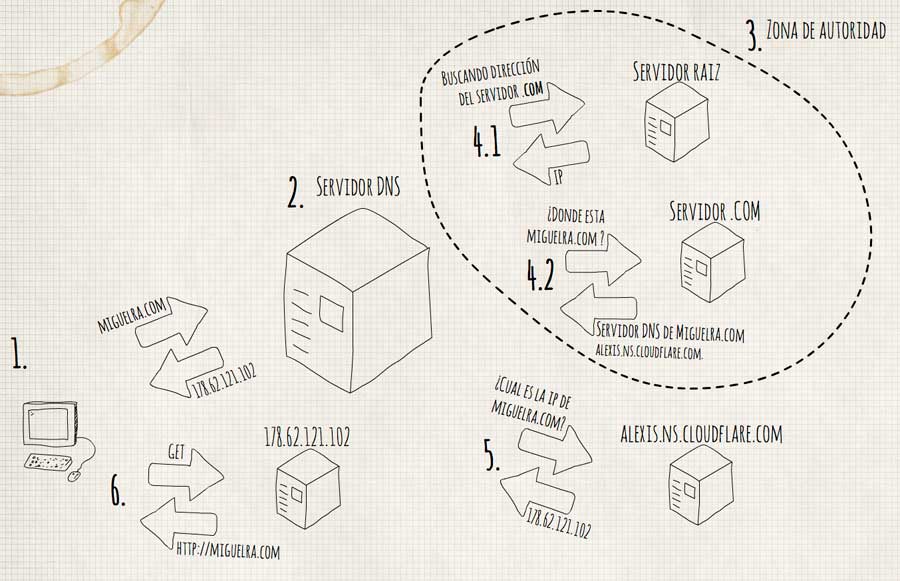 3. ZONA DE AUTORIDAD
BUSCANDO DIRECCIÓN
DEL SERVIDOR .COM
SERVIDOR RAIZ
4.1
IP
2. SERVIDOR DNS
SERVIDOR .COM
¿DONDE ESTA
MIGUELRA.COM ?
4.2
SERVIDOR DNS DE MIGUELRA.COM
ALEXIS.NS.CLOUDFLARE.COM.
1.
MIGUELRA.COM
178.62.121.102
¿CUAL ES LA IP DE
MIGUELRA.COM?
5.
178.62.121.102
ALEXIS.NS.CLOUDFLARE.COM
178.62.121.102
GET
6.
HTTP://MIGUELRA.COM